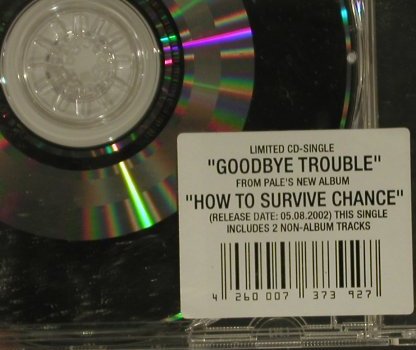 LIMITED CD-SINGLE
"GOODBYE TROUBLE"
FROM PALE'S NEW ALBUM
"HOW TO SURVIVE CHANCE"
(RELEASE DATE: 05.08.2002) THIS SINGLE
INCLUDES 2 NON-ALBUM TRACKS
4 260007 373927